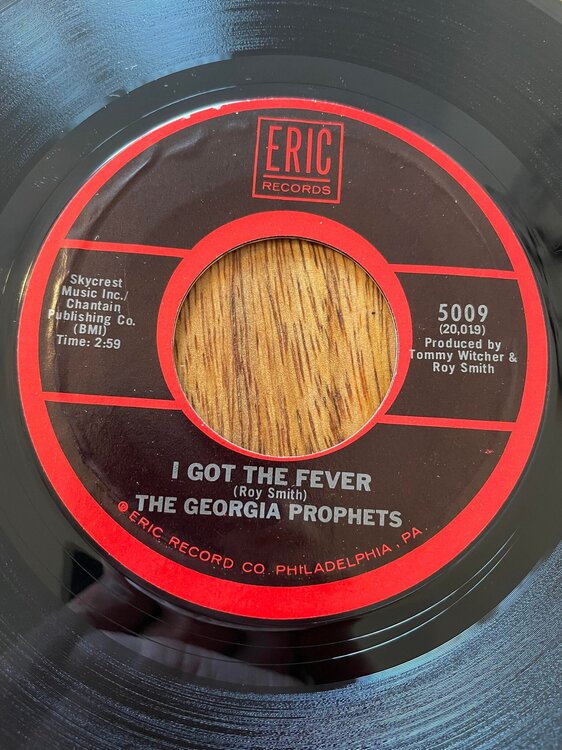 ERIC
RECORDS
Skycrest
Music Inc./
Chantain
Publishing Co.
(BMI)
Time: 2:59
5009
(20,019)
Produced by
Tommy Witcher &
Roy Smith
I GOT THE FEVER
(Roy Smith)
THE GEORGIA PROPHETS
℗ ERIC RECORD CO. PHILADELPHIA, PA.